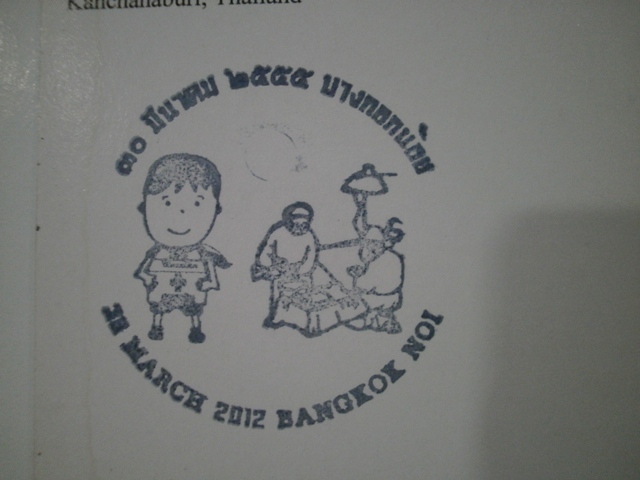 Kanchanaburi, Thailand
๓๐ มีนาคม ๒๕๕๕ บางกอกน้อย
MARCH 2012 BANGKOK NOI